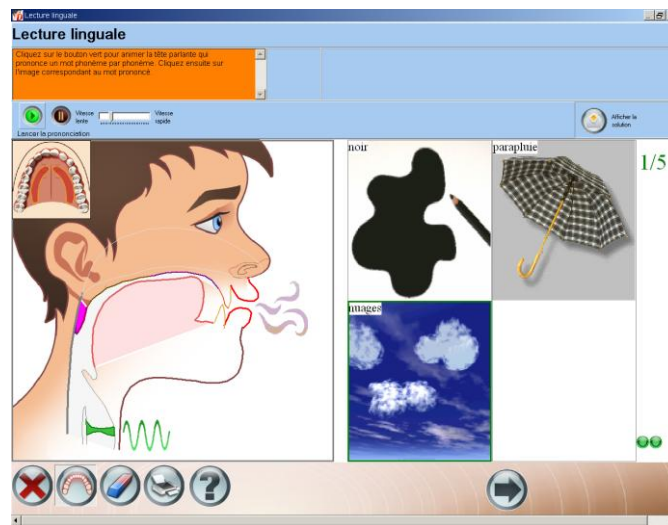 Lecture linguale
Lecture linguale
Cliquez sur le bouton vert pour animer la tête parlante qui
prononce un mot phonème par phonème. Cliquez ensuite sur
l'image correspondant au mot prononcé.
Vitesse
lente
Vitesse
rapide
Afficher la
solution
Lancer la prononciation
noir
parapluie
1/5
nuages
?